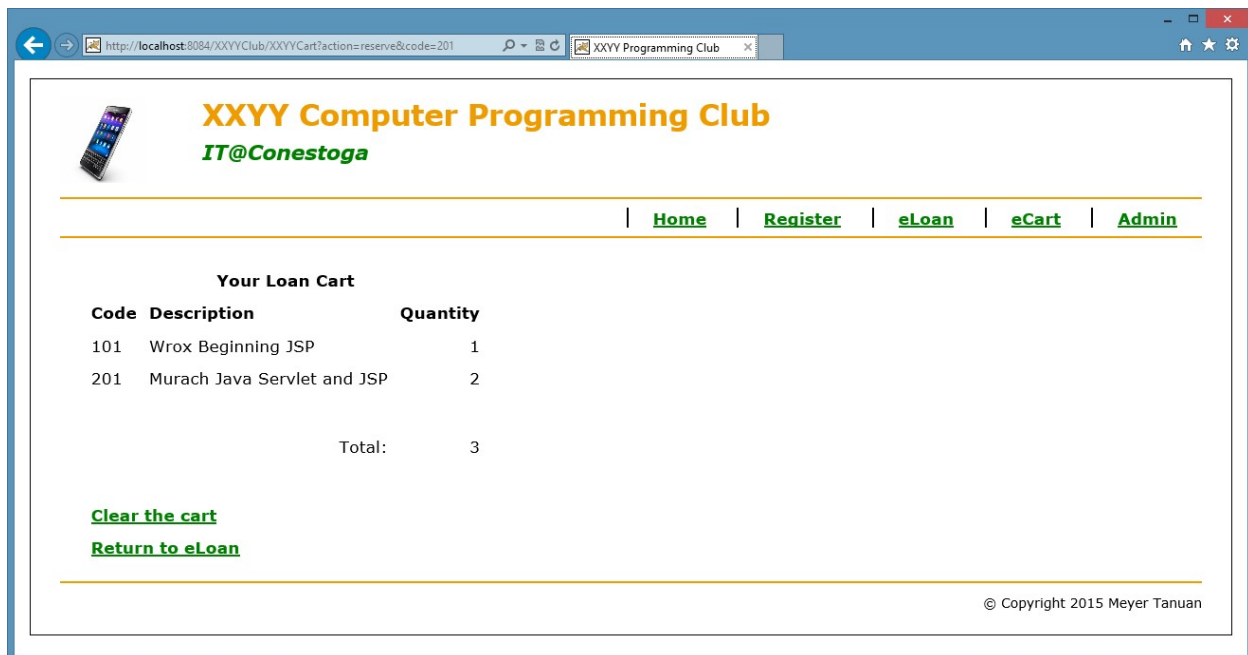 http://localhost:8084/XXYYClub/XXYYCart?action=reserve&code=201
XXYY Programming Club
XXYY Computer Programming Club
IT@Conestoga
Home | Register | eLoan | eCart | Admin
Your Loan Cart
Code Description Quantity
101 Wrox Beginning JSP 1
201 Murach Java Servlet and JSP 2
Total: 3
Clear the cart
Return to eLoan
© Copyright 2015 Meyer Tanuan